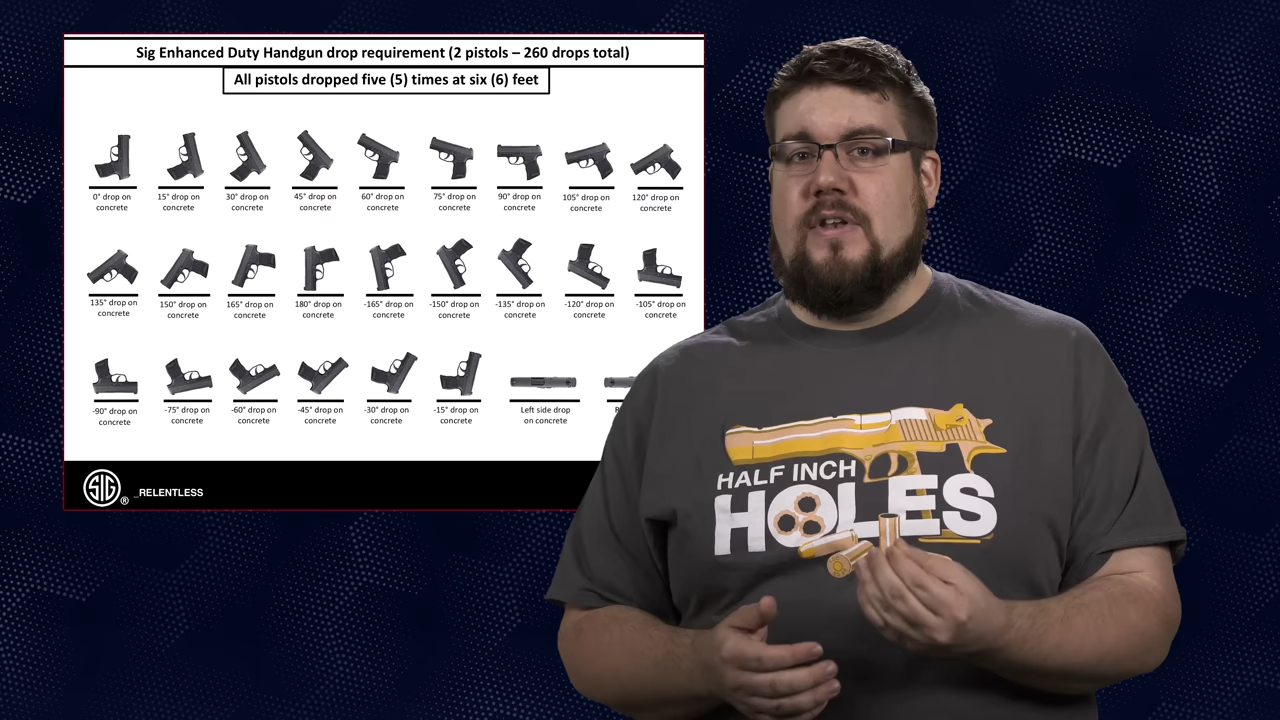 Sig Enhanced Duty Handgun drop requirement (2 pistols – 260 drops total)
All pistols dropped five (5) times at six (6) feet
0° drop on concrete
15° drop on concrete
30° drop on concrete
45° drop on concrete
60° drop on concrete
75° drop on concrete
90° drop on concrete
105° drop on concrete
120° drop on concrete
135° drop on concrete
150° drop on concrete
165° drop on concrete
180° drop on concrete
-165° drop on concrete
-150° drop on concrete
-135° drop on concrete
-120° drop on concrete
-105° drop on concrete
-90° drop on concrete
-75° drop on concrete
-60° drop on concrete
-45° drop on concrete
-30° drop on concrete
-15° drop on concrete
Left side drop on concrete
SIG® _RELENTLESS
HALF INCH
HOLES